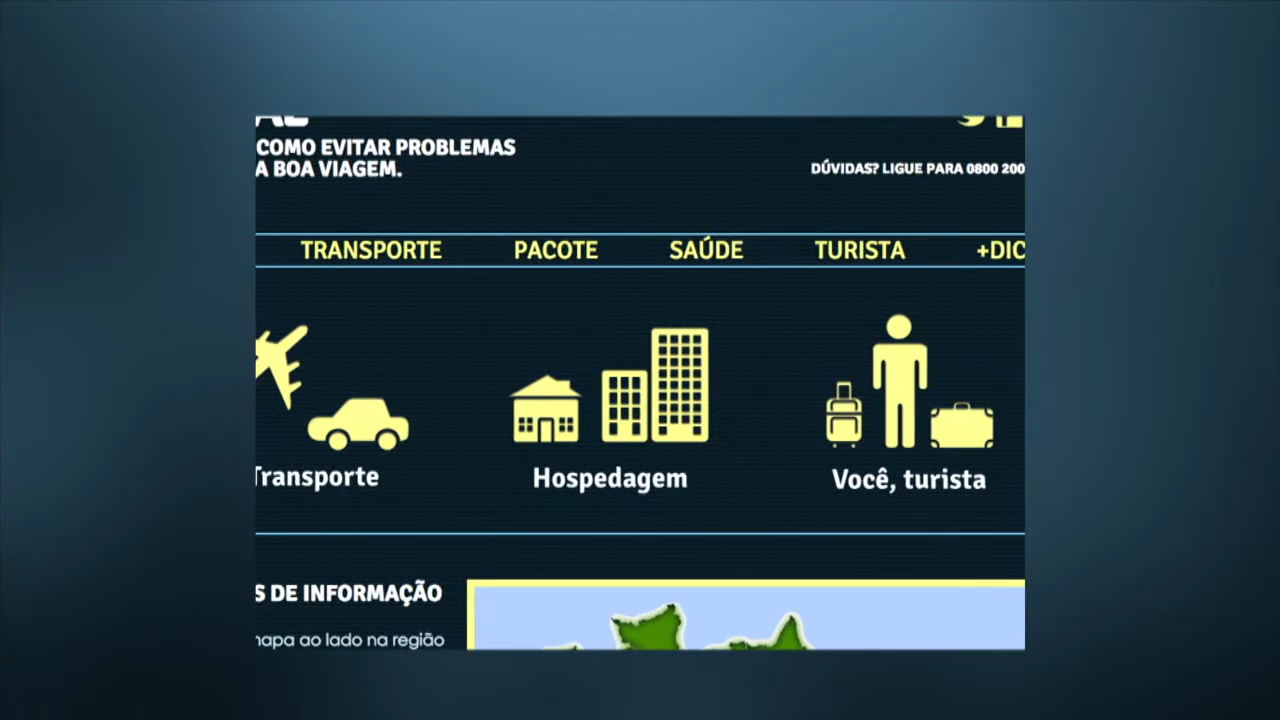 COMO EVITAR PROBLEMAS
A BOA VIAGEM.
DÚVIDAS? LIGUE PARA 0800 200
TRANSPORTE PACOTE SAÚDE TURISTA +DIC
Transporte Hospedagem Você, turista
S DE INFORMAÇÃO
mapa ao lado na região